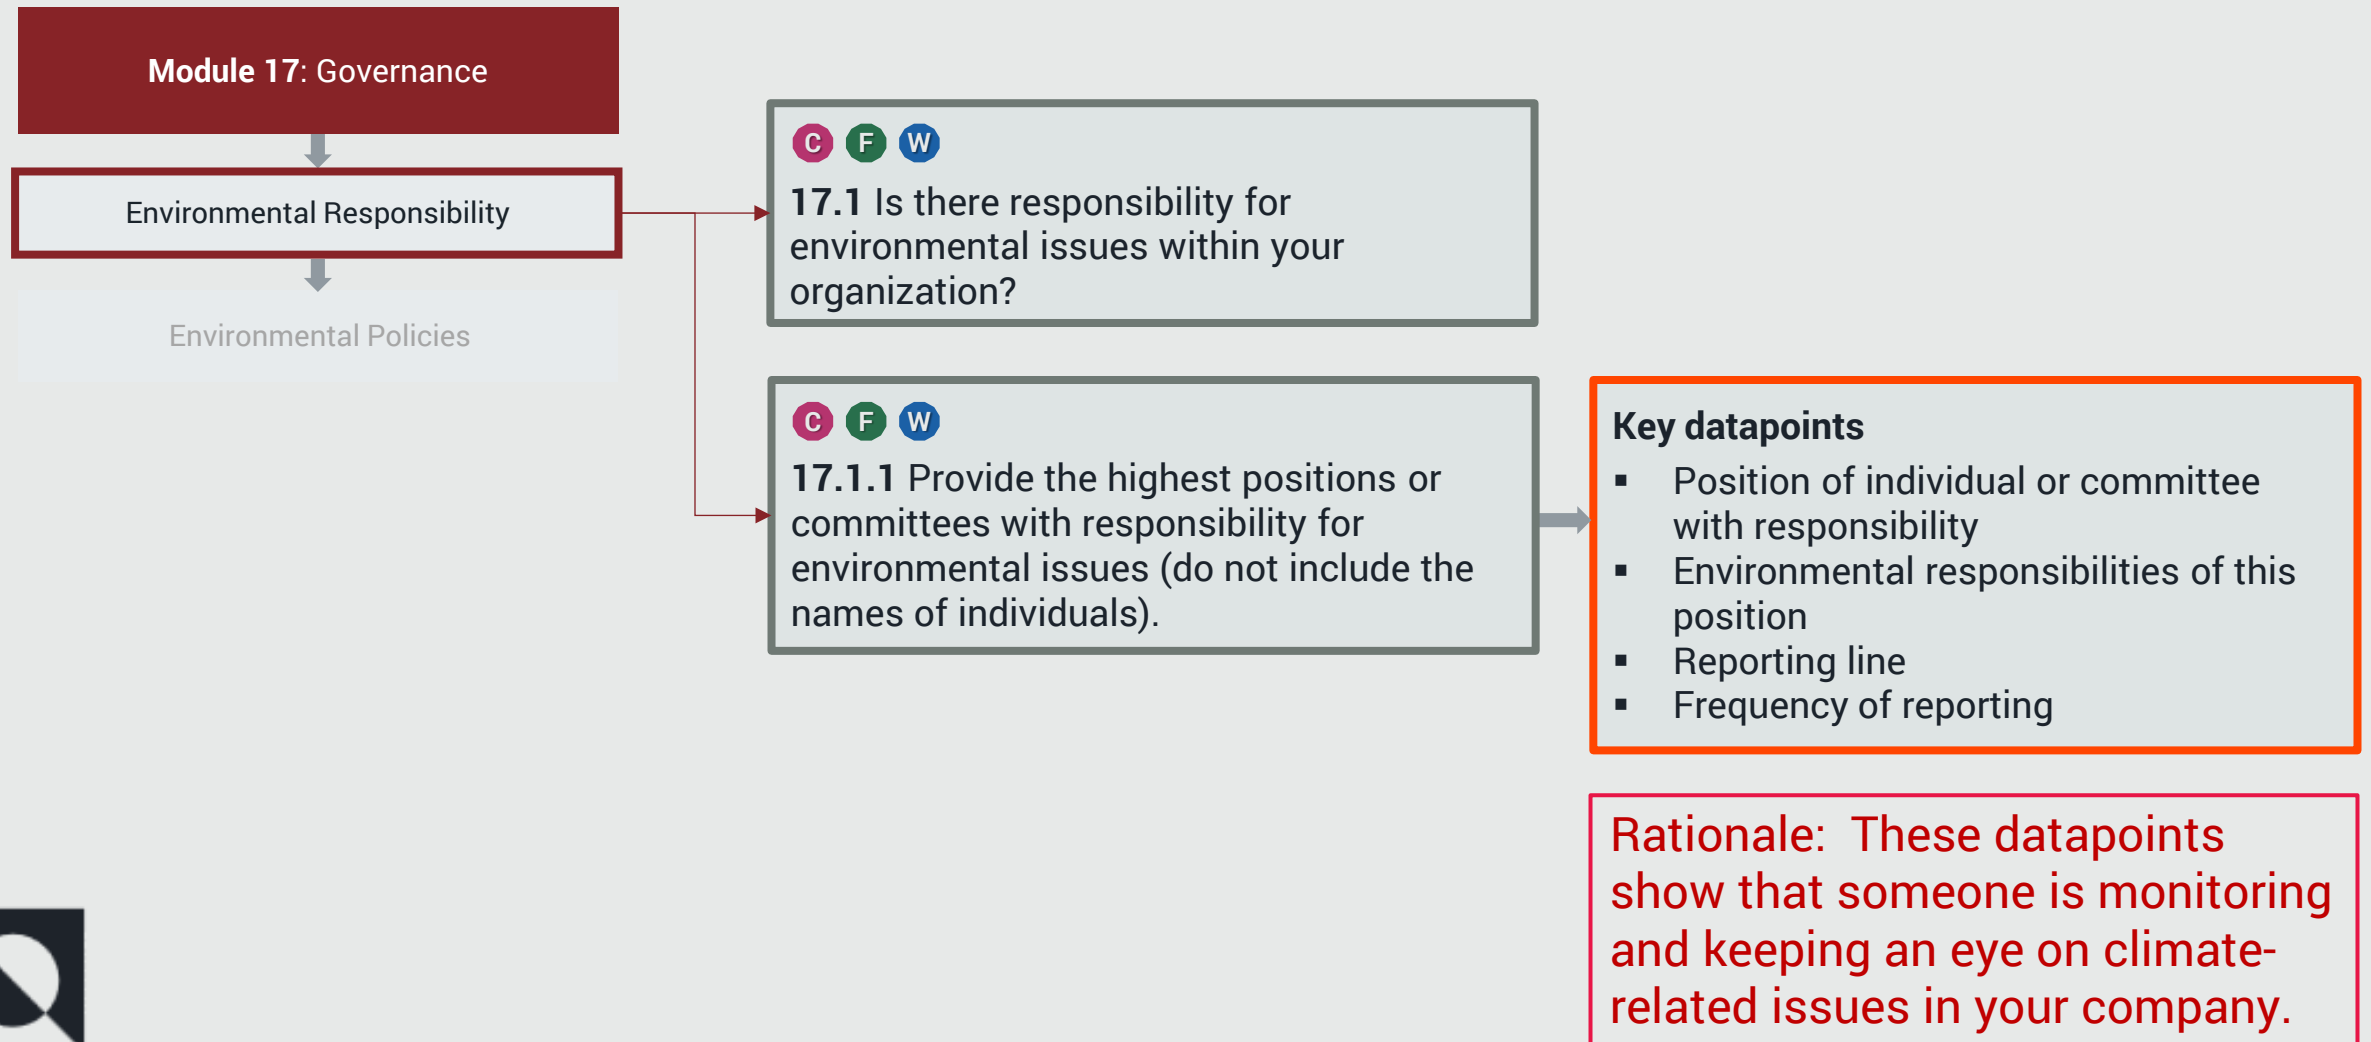 Module 17: Governance
Environmental Responsibility
Environmental Policies
C F W
17.1 Is there responsibility for
environmental issues within your
organization?
C F W
17.1.1 Provide the highest positions or
committees with responsibility for
environmental issues (do not include the
names of individuals).
Key datapoints
▪ Position of individual or committee
with responsibility
▪ Environmental responsibilities of this
position
▪ Reporting line
▪ Frequency of reporting
Rationale: These datapoints
show that someone is monitoring
and keeping an eye on climate-
related issues in your company.